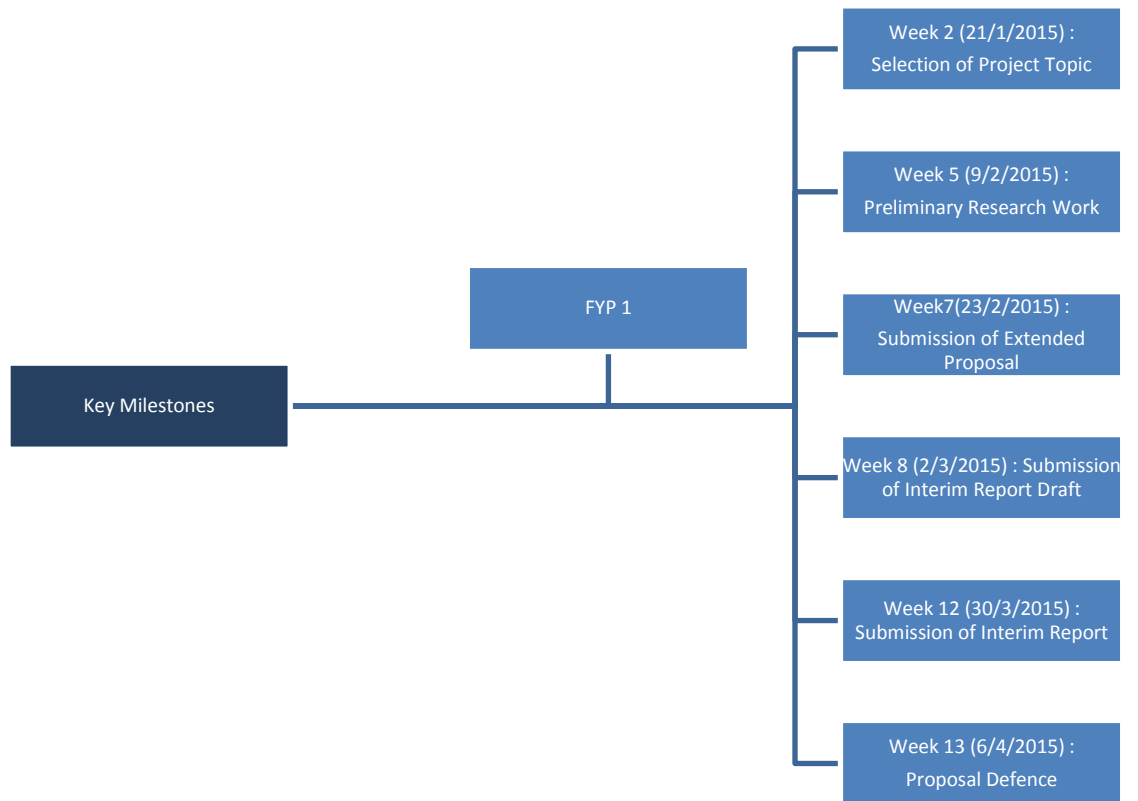 Key Milestones
FYP 1
Week 2 (21/1/2015) :
Selection of Project Topic
Week 5 (9/2/2015) :
Preliminary Research Work
Week7(23/2/2015) :
Submission of Extended
Proposal
Week 8 (2/3/2015) : Submission
of Interim Report Draft
Week 12 (30/3/2015) :
Submission of Interim Report
Week 13 (6/4/2015) :
Proposal Defence